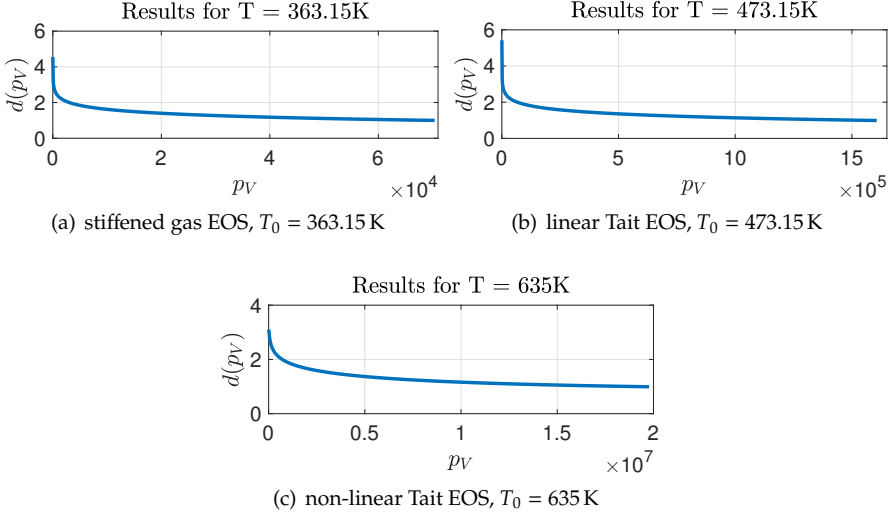 Results for T = 363.15K
6
4
2
0
d(p_V)
0 2 4 6
×10^4
p_V
(a) stiffened gas EOS, T_0 = 363.15 K
Results for T = 473.15K
6
4
2
0
d(p_V)
0 5 10 15
×10^5
p_V
(b) linear Tait EOS, T_0 = 473.15 K
Results for T = 635K
4
2
0
d(p_V)
0 0.5 1 1.5 2
×10^7
p_V
(c) non-linear Tait EOS, T_0 = 635 K